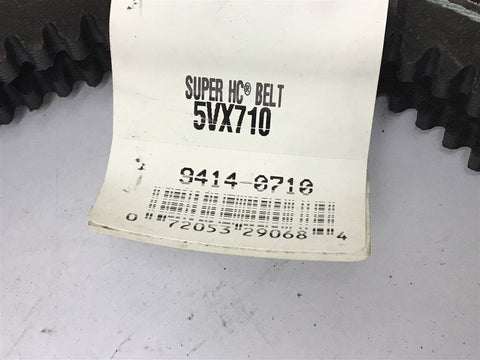 SUPER HC® BELT
5VX710
9414-0710
0 72053 29068 4